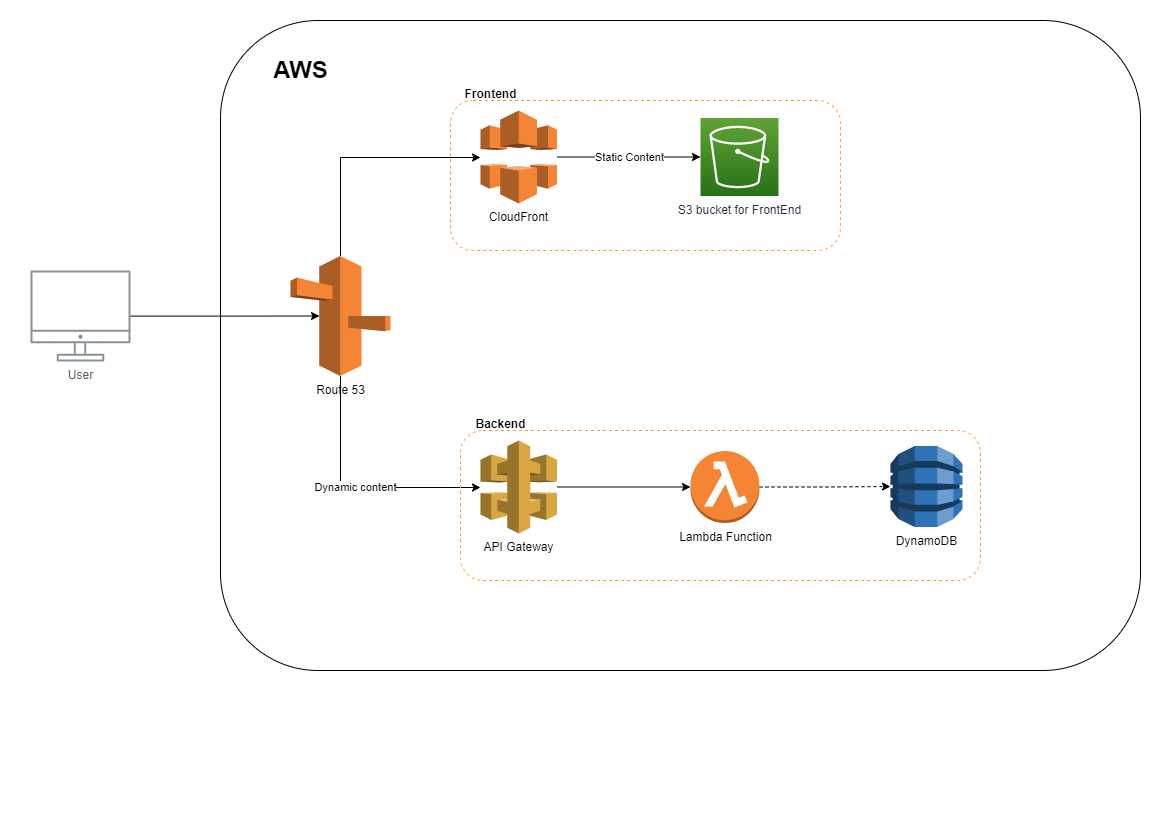 AWS
Frontend
Static Content
CloudFront
S3 bucket for FrontEnd
User
Route 53
Backend
Dynamic content
API Gateway
Lambda Function
DynamoDB